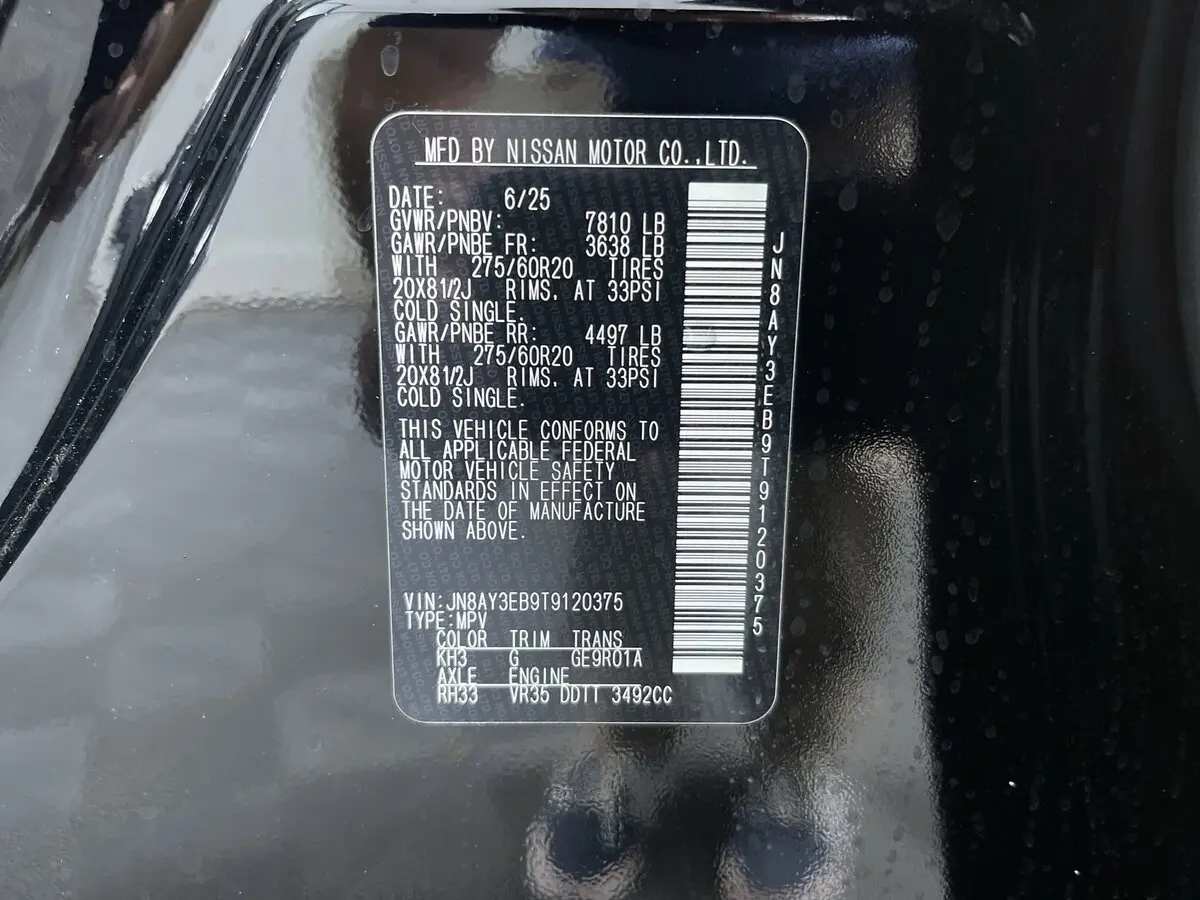 MFD BY NISSAN MOTOR CO.,LTD.
DATE: 6/25
GVWR/PNBV: 7810 LB
GAWR/PNBE FR: 3638 LB
WITH 275/60R20 TIRES
20X81/2J RIMS, AT 33PSI
COLD SINGLE.
GAWR/PNBE RR: 4497 LB
WITH 275/60R20 TIRES
20X81/2J RIMS, AT 33PSI
COLD SINGLE.
THIS VEHICLE CONFORMS TO
ALL APPLICABLE FEDERAL
MOTOR VEHICLE SAFETY
STANDARDS IN EFFECT ON
THE DATE OF MANUFACTURE
SHOWN ABOVE.
VIN:JN8AY3EB9T9120375
TYPE:MPV
COLOR TRIM TRANS
KH3 G GE9R01A
AXLE ENGINE
RH33 VR35 DDTT 3492CC
JN8AY3EB9T9120375